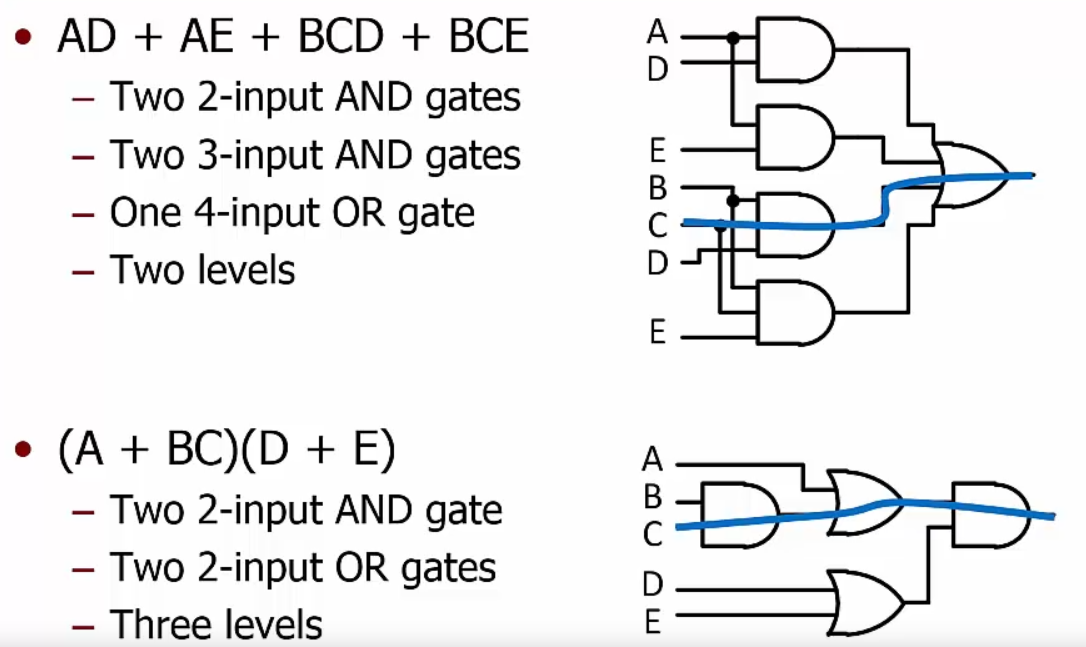 • AD + AE + BCD + BCE
– Two 2-input AND gates
– Two 3-input AND gates
– One 4-input OR gate
– Two levels
A
D
E
B
C
D
E
• (A + BC)(D + E)
– Two 2-input AND gate
– Two 2-input OR gates
– Three levels
A
B
C
D
E